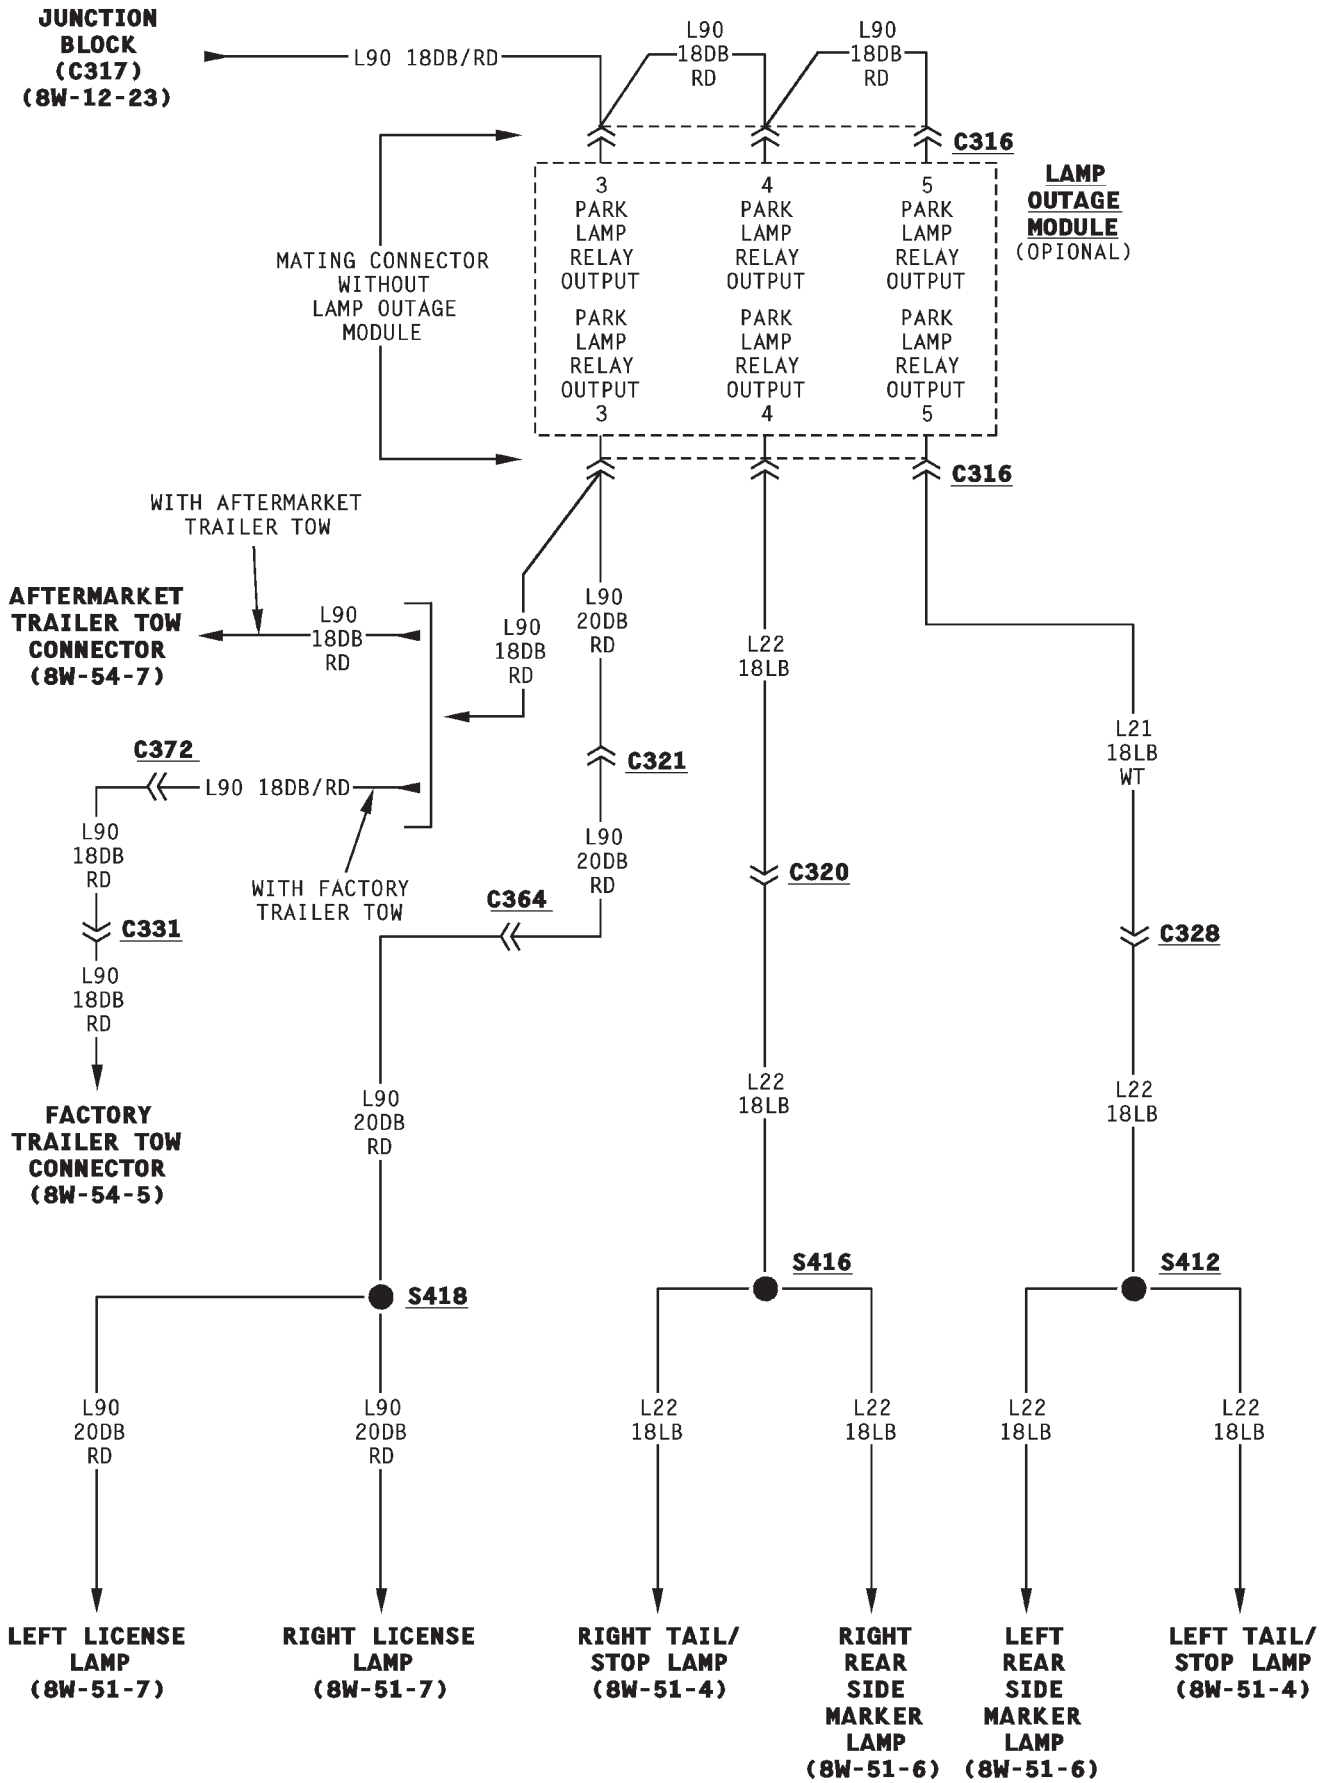 JUNCTION
BLOCK
(C317)
(8W-12-23)
L90 18DB/RD
L90
18DB
RD
L90
18DB
RD
C316
LAMP
OUTAGE
MODULE
(OPTIONAL)
3
PARK
LAMP
RELAY
OUTPUT
4
PARK
LAMP
RELAY
OUTPUT
5
PARK
LAMP
RELAY
OUTPUT
MATING CONNECTOR
WITHOUT
LAMP OUTAGE
MODULE
PARK
LAMP
RELAY
OUTPUT
3
PARK
LAMP
RELAY
OUTPUT
4
PARK
LAMP
RELAY
OUTPUT
5
C316
WITH AFTERMARKET
TRAILER TOW
AFTERMARKET
TRAILER TOW
CONNECTOR
(8W-54-7)
L90
18DB
RD
L90
18DB
RD
L90
20DB
RD
L22
18LB
L21
18LB
WT
C372
L90 18DB/RD
C321
L90
18DB
RD
WITH FACTORY
TRAILER TOW
L90
20DB
RD
C364
C320
C331
C328
L90
18DB
RD
FACTORY
TRAILER TOW
CONNECTOR
(8W-54-5)
L90
20DB
RD
L22
18LB
L22
18LB
S418
S416
S412
L90
20DB
RD
L90
20DB
RD
L22
18LB
L22
18LB
L22
18LB
L22
18LB
LEFT LICENSE
LAMP
(8W-51-7)
RIGHT LICENSE
LAMP
(8W-51-7)
RIGHT TAIL/
STOP LAMP
(8W-51-4)
RIGHT
REAR
SIDE
MARKER
LAMP
(8W-51-6)
LEFT
REAR
SIDE
MARKER
LAMP
(8W-51-6)
LEFT TAIL/
STOP LAMP
(8W-51-4)